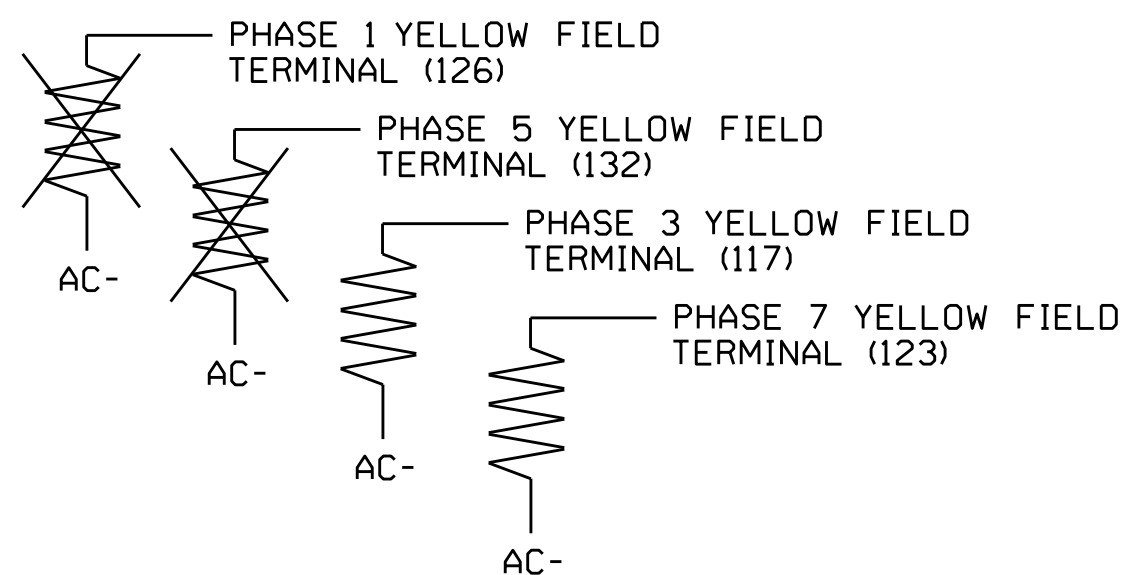 PHASE 1 YELLOW FIELD
TERMINAL (126)
AC-
PHASE 5 YELLOW FIELD
TERMINAL (132)
AC-
PHASE 3 YELLOW FIELD
TERMINAL (117)
AC-
PHASE 7 YELLOW FIELD
TERMINAL (123)
AC-